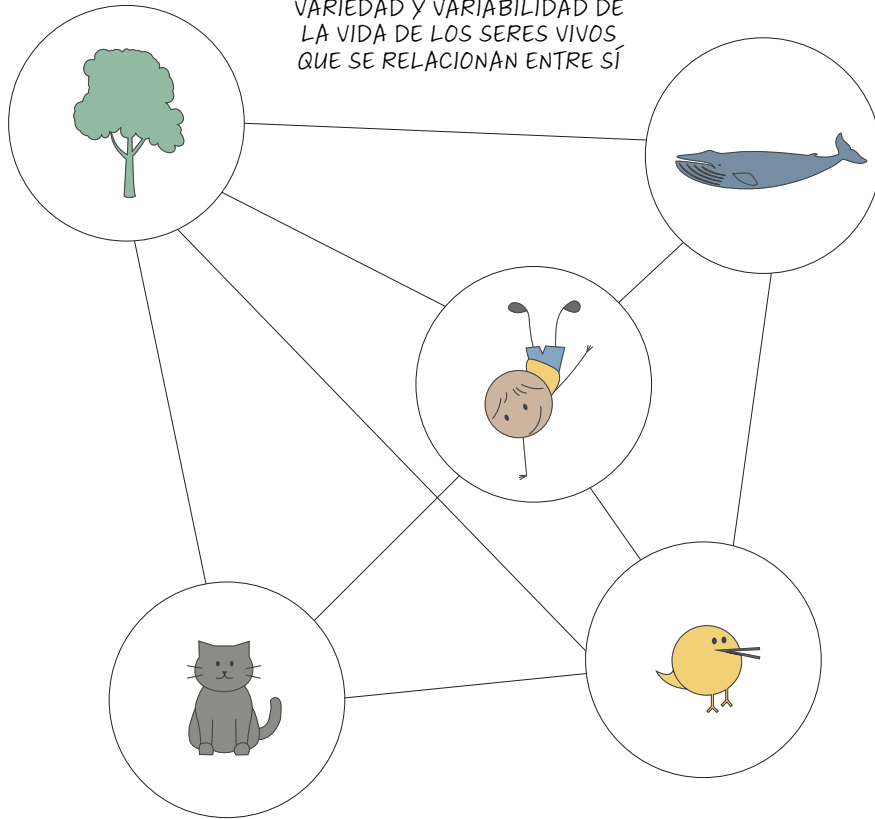 VARIEDAD Y VARIABILIDAD DE
LA VIDA DE LOS SERES VIVOS
QUE SE RELACIONAN ENTRE SÍ